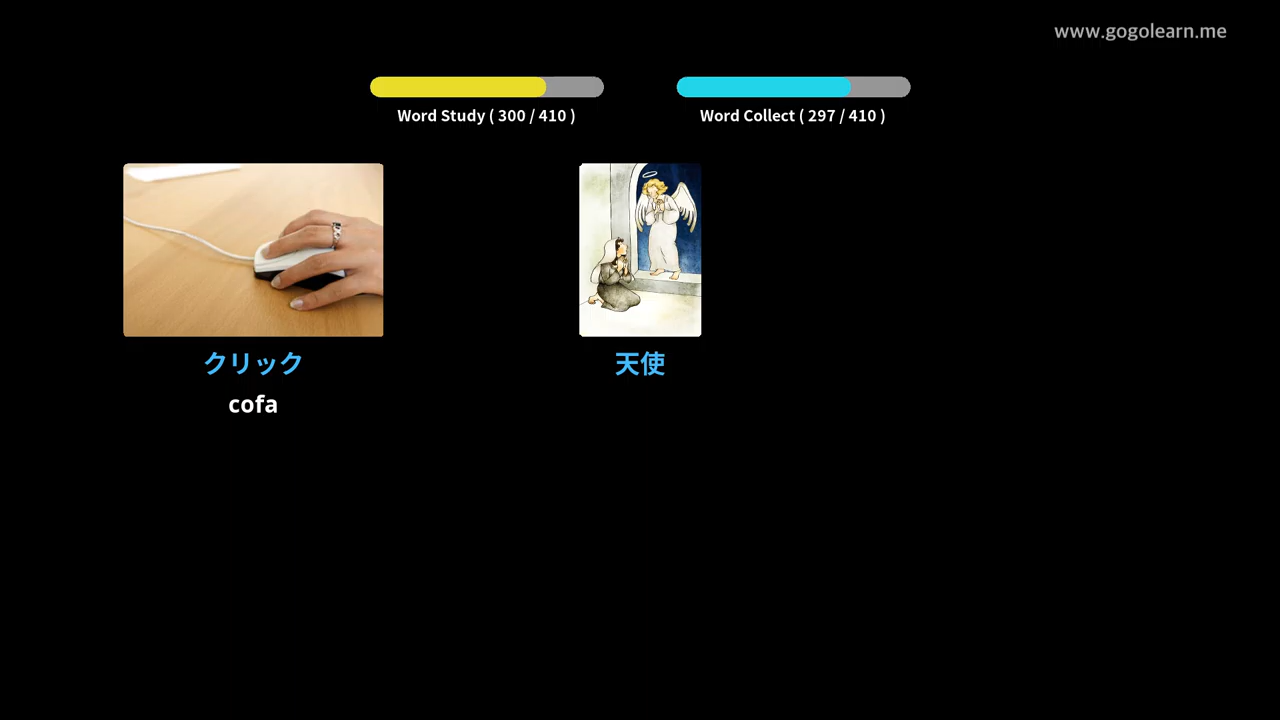 www.gogolearn.me
Word Study ( 300 / 410 )
Word Collect ( 297 / 410 )
クリック
天使
cofa